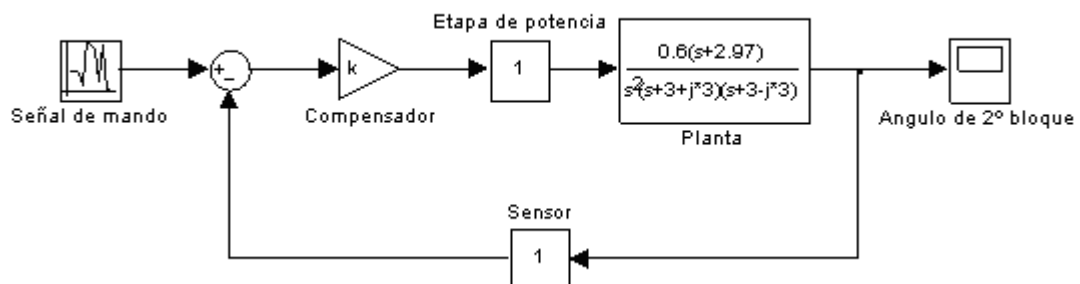 Etapa de potencia
k
1
0.6(s+2.97)
s²(s+3+j*3)(s+3-j*3)
Señal de mando
Compensador
Planta
Angulo de 2º bloque
Sensor
1